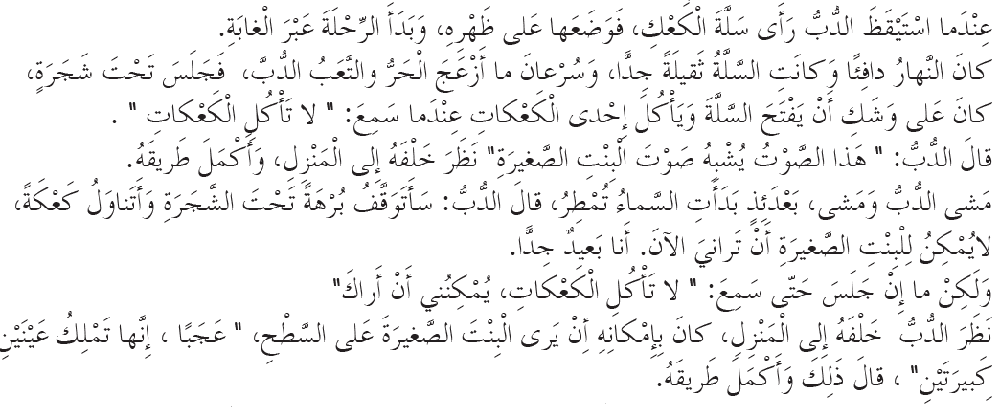 عِنْدَما اسْتَيْقَظَ الدُّبُّ رَأَى سَلَّةَ الْكَعْكِ، فَوَضَعَها عَلى ظَهْرِهِ، وَبَدَأَ الرِّحْلَةَ عَبْرَ الْغابَةِ.
كانَ النَّهارُ دافِئًا وَكانَتِ السَّلَّةُ ثَقيلَةً جِدًّا، وَسُرْعانَ ما أَزْعَجَ الْحَرُّ والتَّعَبُ الدُّبَّ، فَجَلَسَ تَحْتَ شَجَرَةٍ،
كانَ عَلى وَشَكِ أَنْ يَفْتَحَ السَّلَّةَ وَيَأْكُلَ إِحْدى الْكَعْكاتِ عِنْدَما سَمِعَ: " لا تَأْكُلِ الْكَعْكاتِ " .
قالَ الدُّبُّ: " هَذا الصَّوْتُ يُشْبِهُ صَوْتَ الْبِنْتِ الصَّغيرَةِ" نَظَرَ خَلْفَهُ إِلى الْمَنْزِلِ، وَأَكْمَلَ طَريقَهُ.
مَشى الدُّبُّ وَمَشى، بَعْدَئِذٍ بَدَأَتِ السَّماءُ تُمْطِرُ، قالَ الدُّبُّ: سَأَتَوَقَّفُ بُرْهَةً تَحْتَ الشَّجَرَةِ وَأَتَناوَلُ كَعْكَةً،
لايُمْكِنُ لِلْبِنْتِ الصَّغيرَةِ أَنْ تَرانيَ الآنَ. أَنا بَعيدٌ جِدًّا.
وَلَكِنْ ما إِنْ جَلَسَ حَتّى سَمِعَ: " لا تَأْكُلِ الْكَعْكاتِ، يُمْكِنُني أَنْ أَراكَ"
نَظَرَ الدُّبُّ خَلْفَهُ إِلى الْمَنْزِلِ، كانَ بِإِمْكانِهِ أِنْ يَرى الْبِنْتَ الصَّغيرَةَ عَلى السَّطْحِ، " عَجَبًا ، إِنَّها تَمْلِكُ عَيْنَيْنِ
كَبيرَتَيْنِ" ، قالَ ذَلِكَ وَأَكْمَلَ طَريقَهُ.